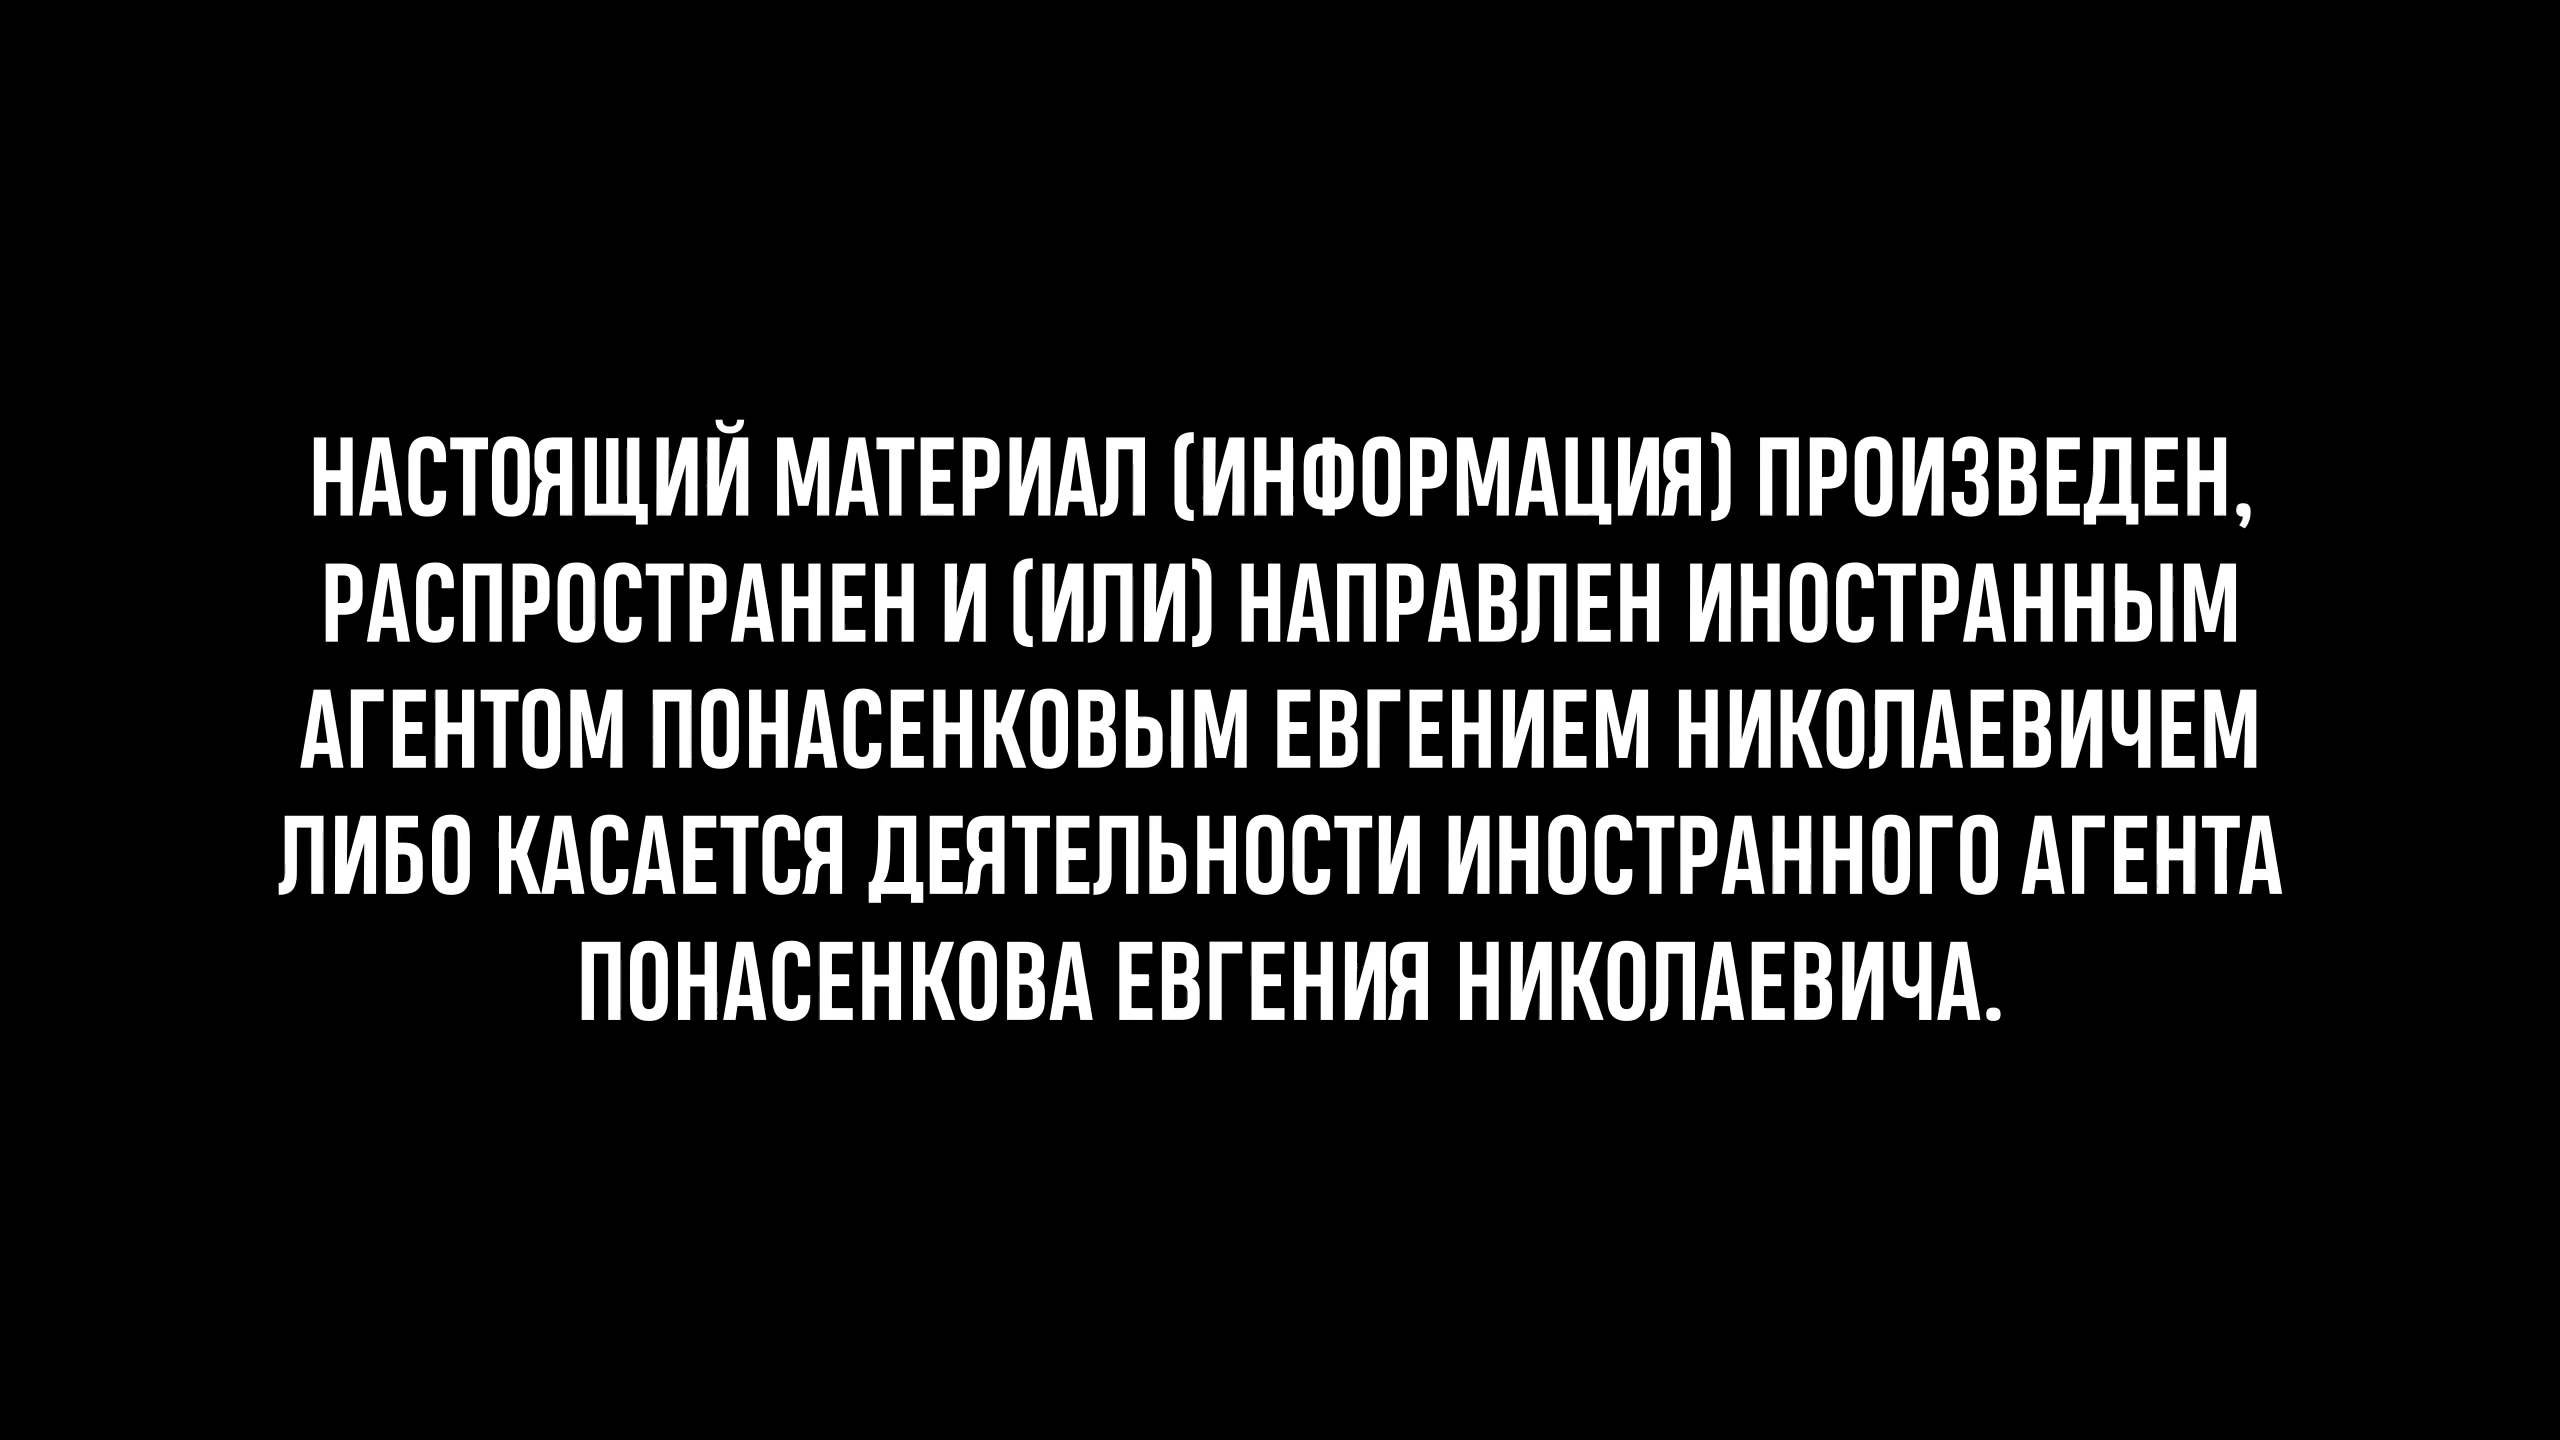 НАСТОЯЩИЙ МАТЕРИАЛ (ИНФОРМАЦИЯ) ПРОИЗВЕДЕН,
РАСПРОСТРАНЕН И (ИЛИ) НАПРАВЛЕН ИНОСТРАННЫМ
АГЕНТОМ ПОНАСЕНКОВЫМ ЕВГЕНИЕМ НИКОЛАЕВИЧЕМ
ЛИБО КАСАЕТСЯ ДЕЯТЕЛЬНОСТИ ИНОСТРАННОГО АГЕНТА
ПОНАСЕНКОВА ЕВГЕНИЯ НИКОЛАЕВИЧА.